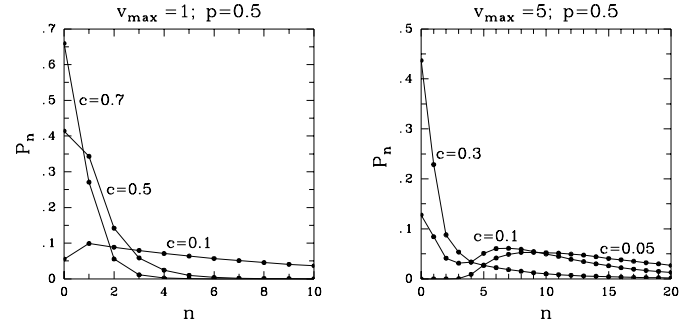 v_max =1; p=0.5
.7
.6
.5
.4
.3
.2
.1
0
P_n
c=0.7
c=0.5
c=0.1
0 2 4 6 8 10
n
v_max =5; p=0.5
.5
.4
.3
.2
.1
0
P_n
c=0.3
c=0.1
c=0.05
0 5 10 15 20
n